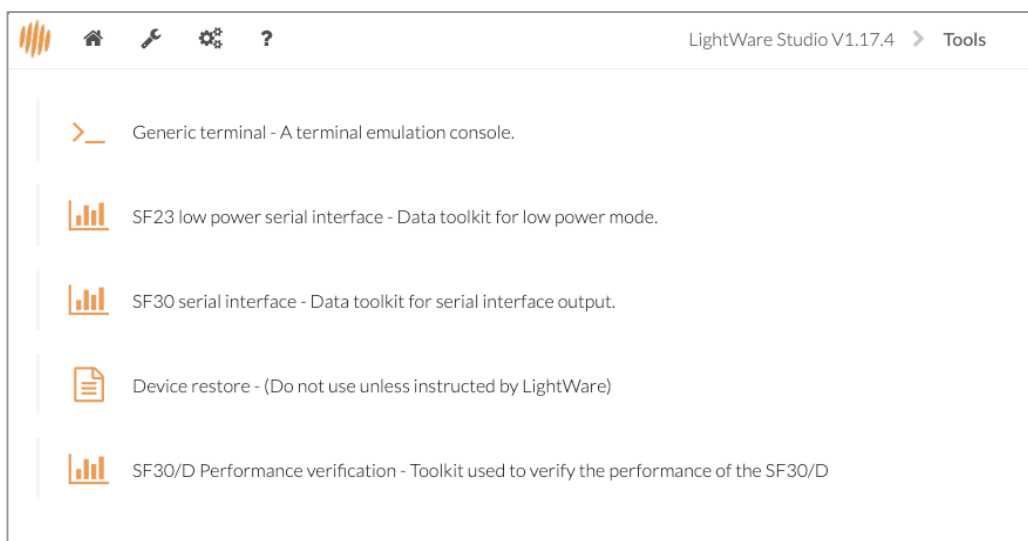 ? LightWare Studio V1.17.4 > Tools
>_ Generic terminal - A terminal emulation console.
SF23 low power serial interface - Data toolkit for low power mode.
SF30 serial interface - Data toolkit for serial interface output.
Device restore - (Do not use unless instructed by LightWare)
SF30/D Performance verification - Toolkit used to verify the performance of the SF30/D